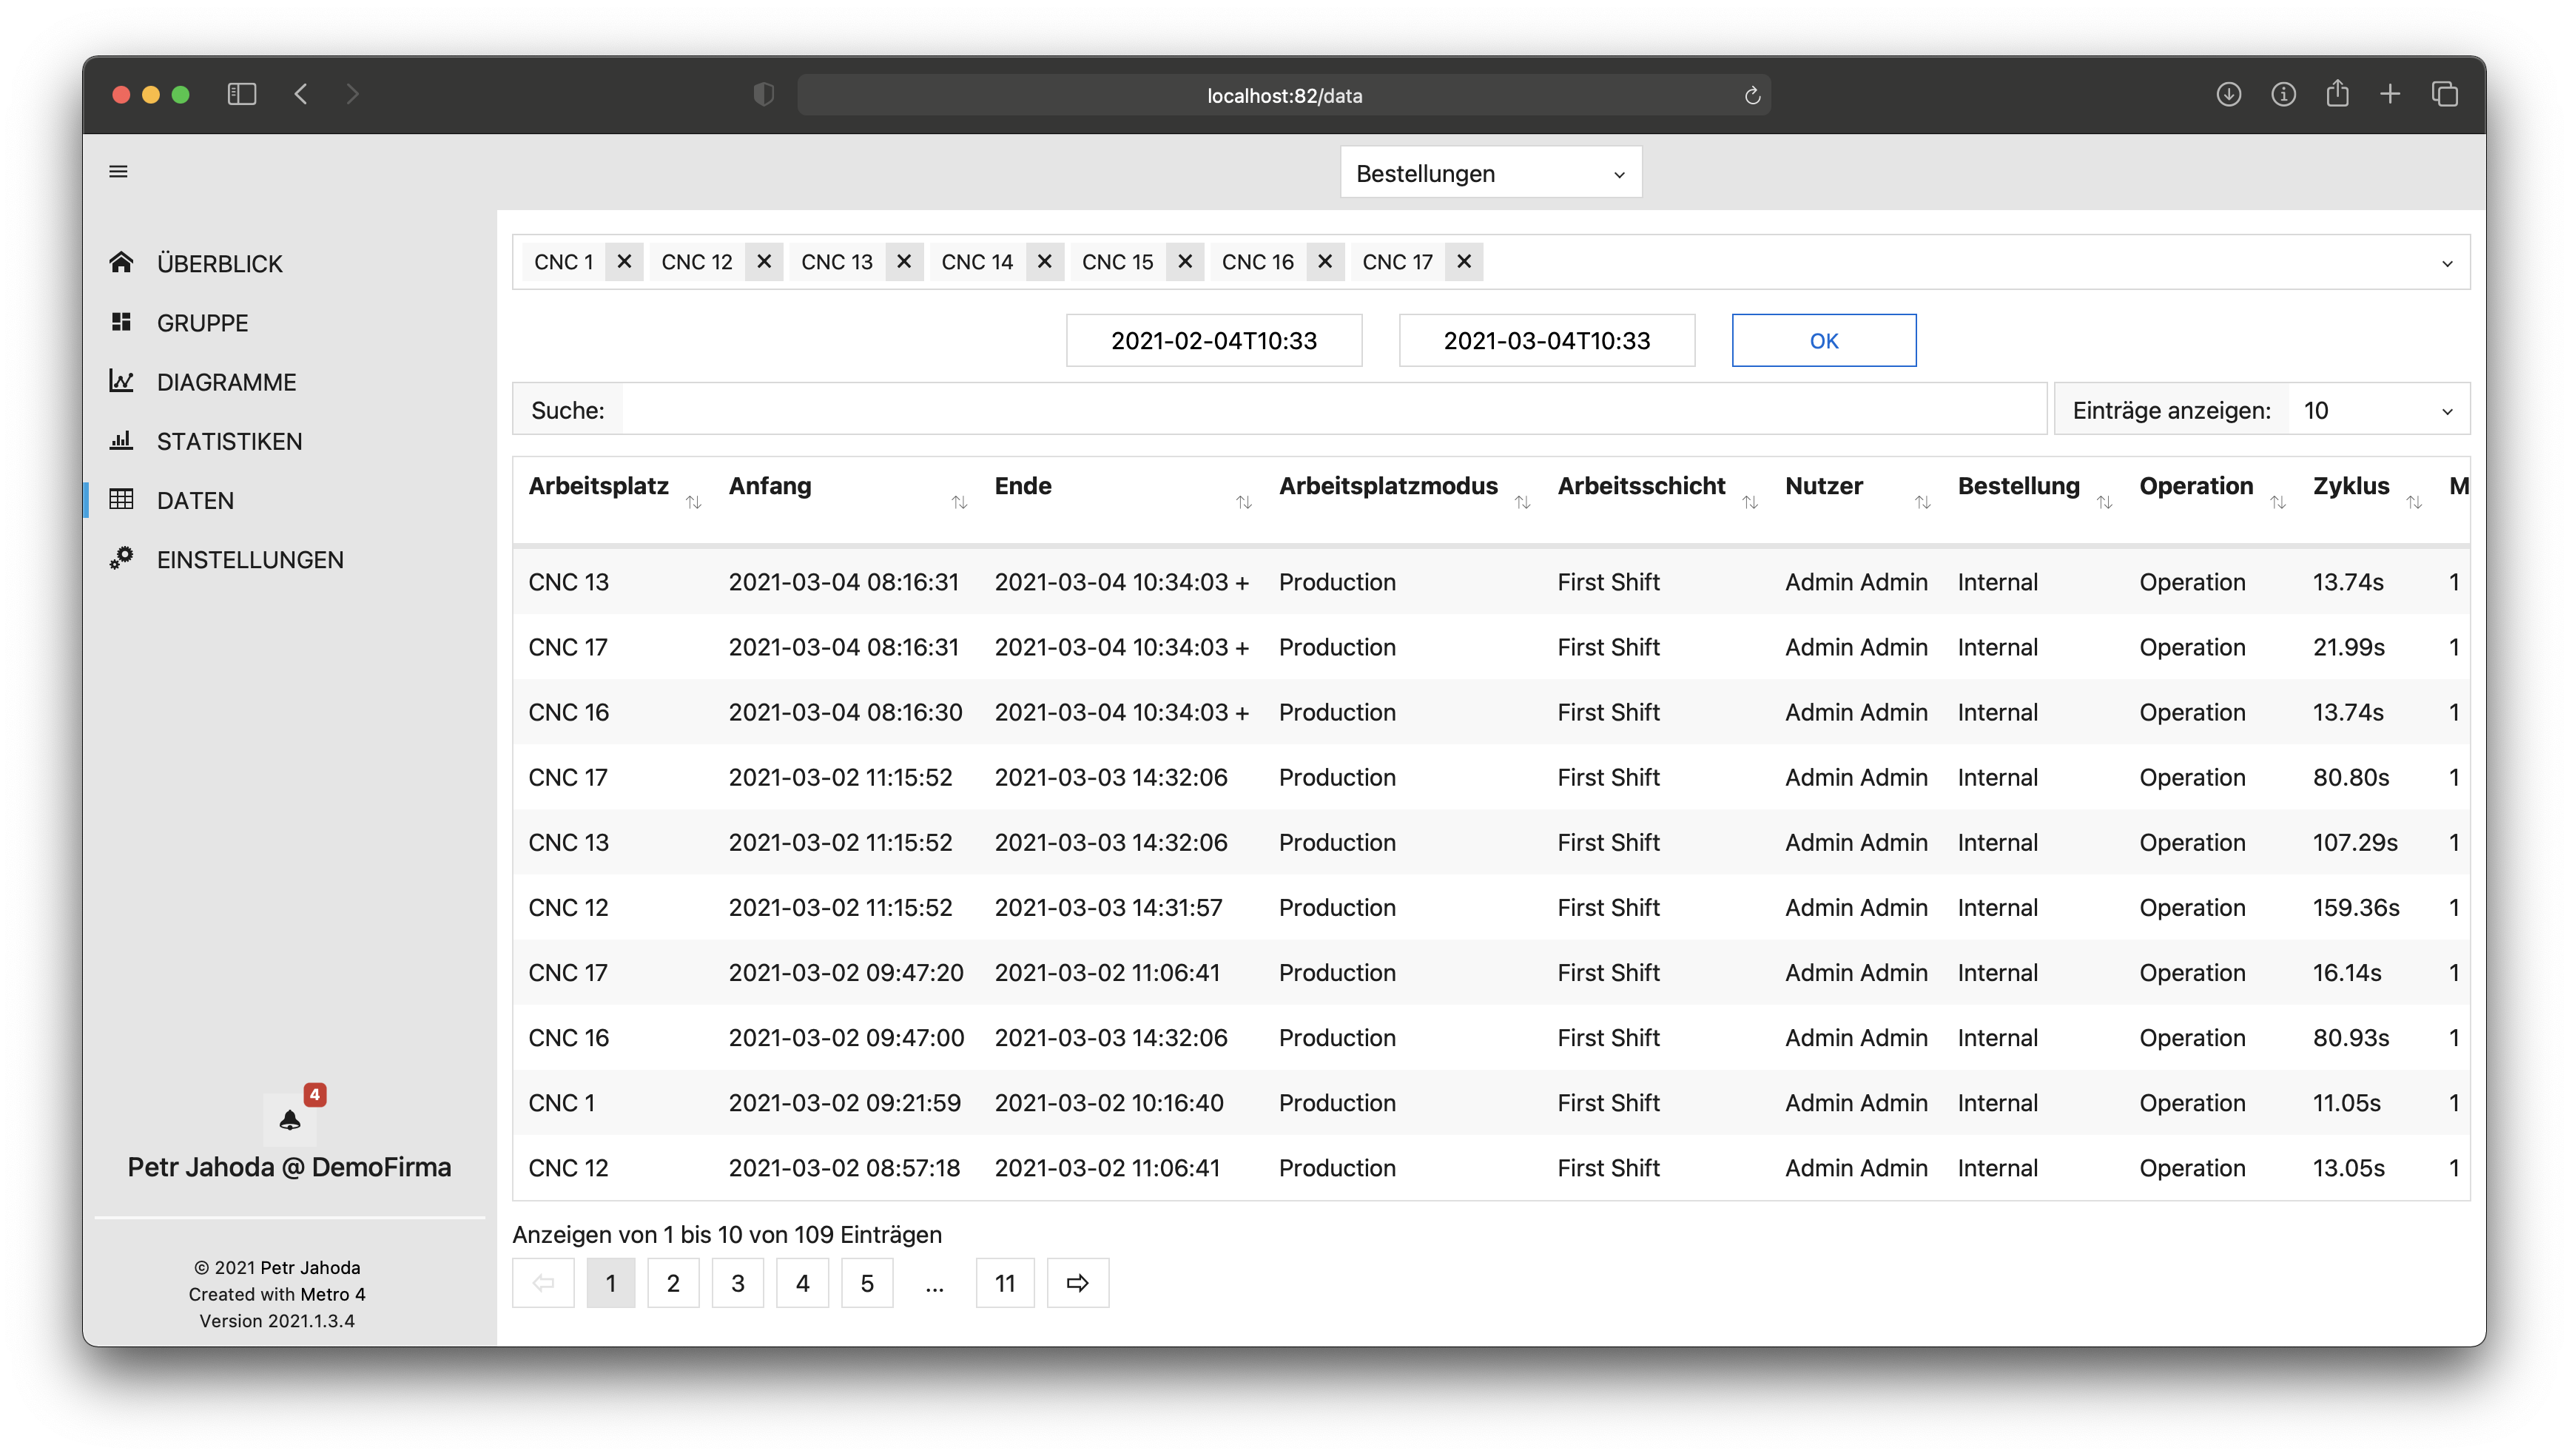 localhost:82/data
Bestellungen
ÜBERBLICK
GRUPPE
DIAGRAMME
STATISTIKEN
DATEN
EINSTELLUNGEN
4
Petr Jahoda @ DemoFirma
© 2021 Petr Jahoda
Created with Metro 4
Version 2021.1.3.4
CNC 1 CNC 12 CNC 13 CNC 14 CNC 15 CNC 16 CNC 17
2021-02-04T10:33 2021-03-04T10:33 OK
Suche: Einträge anzeigen: 10
Arbeitsplatz Anfang Ende Arbeitsplatzmodus Arbeitsschicht Nutzer Bestellung Operation Zyklus M
CNC 13 2021-03-04 08:16:31 2021-03-04 10:34:03 + Production First Shift Admin Admin Internal Operation 13.74s 1
CNC 17 2021-03-04 08:16:31 2021-03-04 10:34:03 + Production First Shift Admin Admin Internal Operation 21.99s 1
CNC 16 2021-03-04 08:16:30 2021-03-04 10:34:03 + Production First Shift Admin Admin Internal Operation 13.74s 1
CNC 17 2021-03-02 11:15:52 2021-03-03 14:32:06 Production First Shift Admin Admin Internal Operation 80.80s 1
CNC 13 2021-03-02 11:15:52 2021-03-03 14:32:06 Production First Shift Admin Admin Internal Operation 107.29s 1
CNC 12 2021-03-02 11:15:52 2021-03-03 14:31:57 Production First Shift Admin Admin Internal Operation 159.36s 1
CNC 17 2021-03-02 09:47:20 2021-03-02 11:06:41 Production First Shift Admin Admin Internal Operation 16.14s 1
CNC 16 2021-03-02 09:47:00 2021-03-03 14:32:06 Production First Shift Admin Admin Internal Operation 80.93s 1
CNC 1 2021-03-02 09:21:59 2021-03-02 10:16:40 Production First Shift Admin Admin Internal Operation 11.05s 1
CNC 12 2021-03-02 08:57:18 2021-03-02 11:06:41 Production First Shift Admin Admin Internal Operation 13.05s 1
Anzeigen von 1 bis 10 von 109 Einträgen
1 2 3 4 5 ... 11